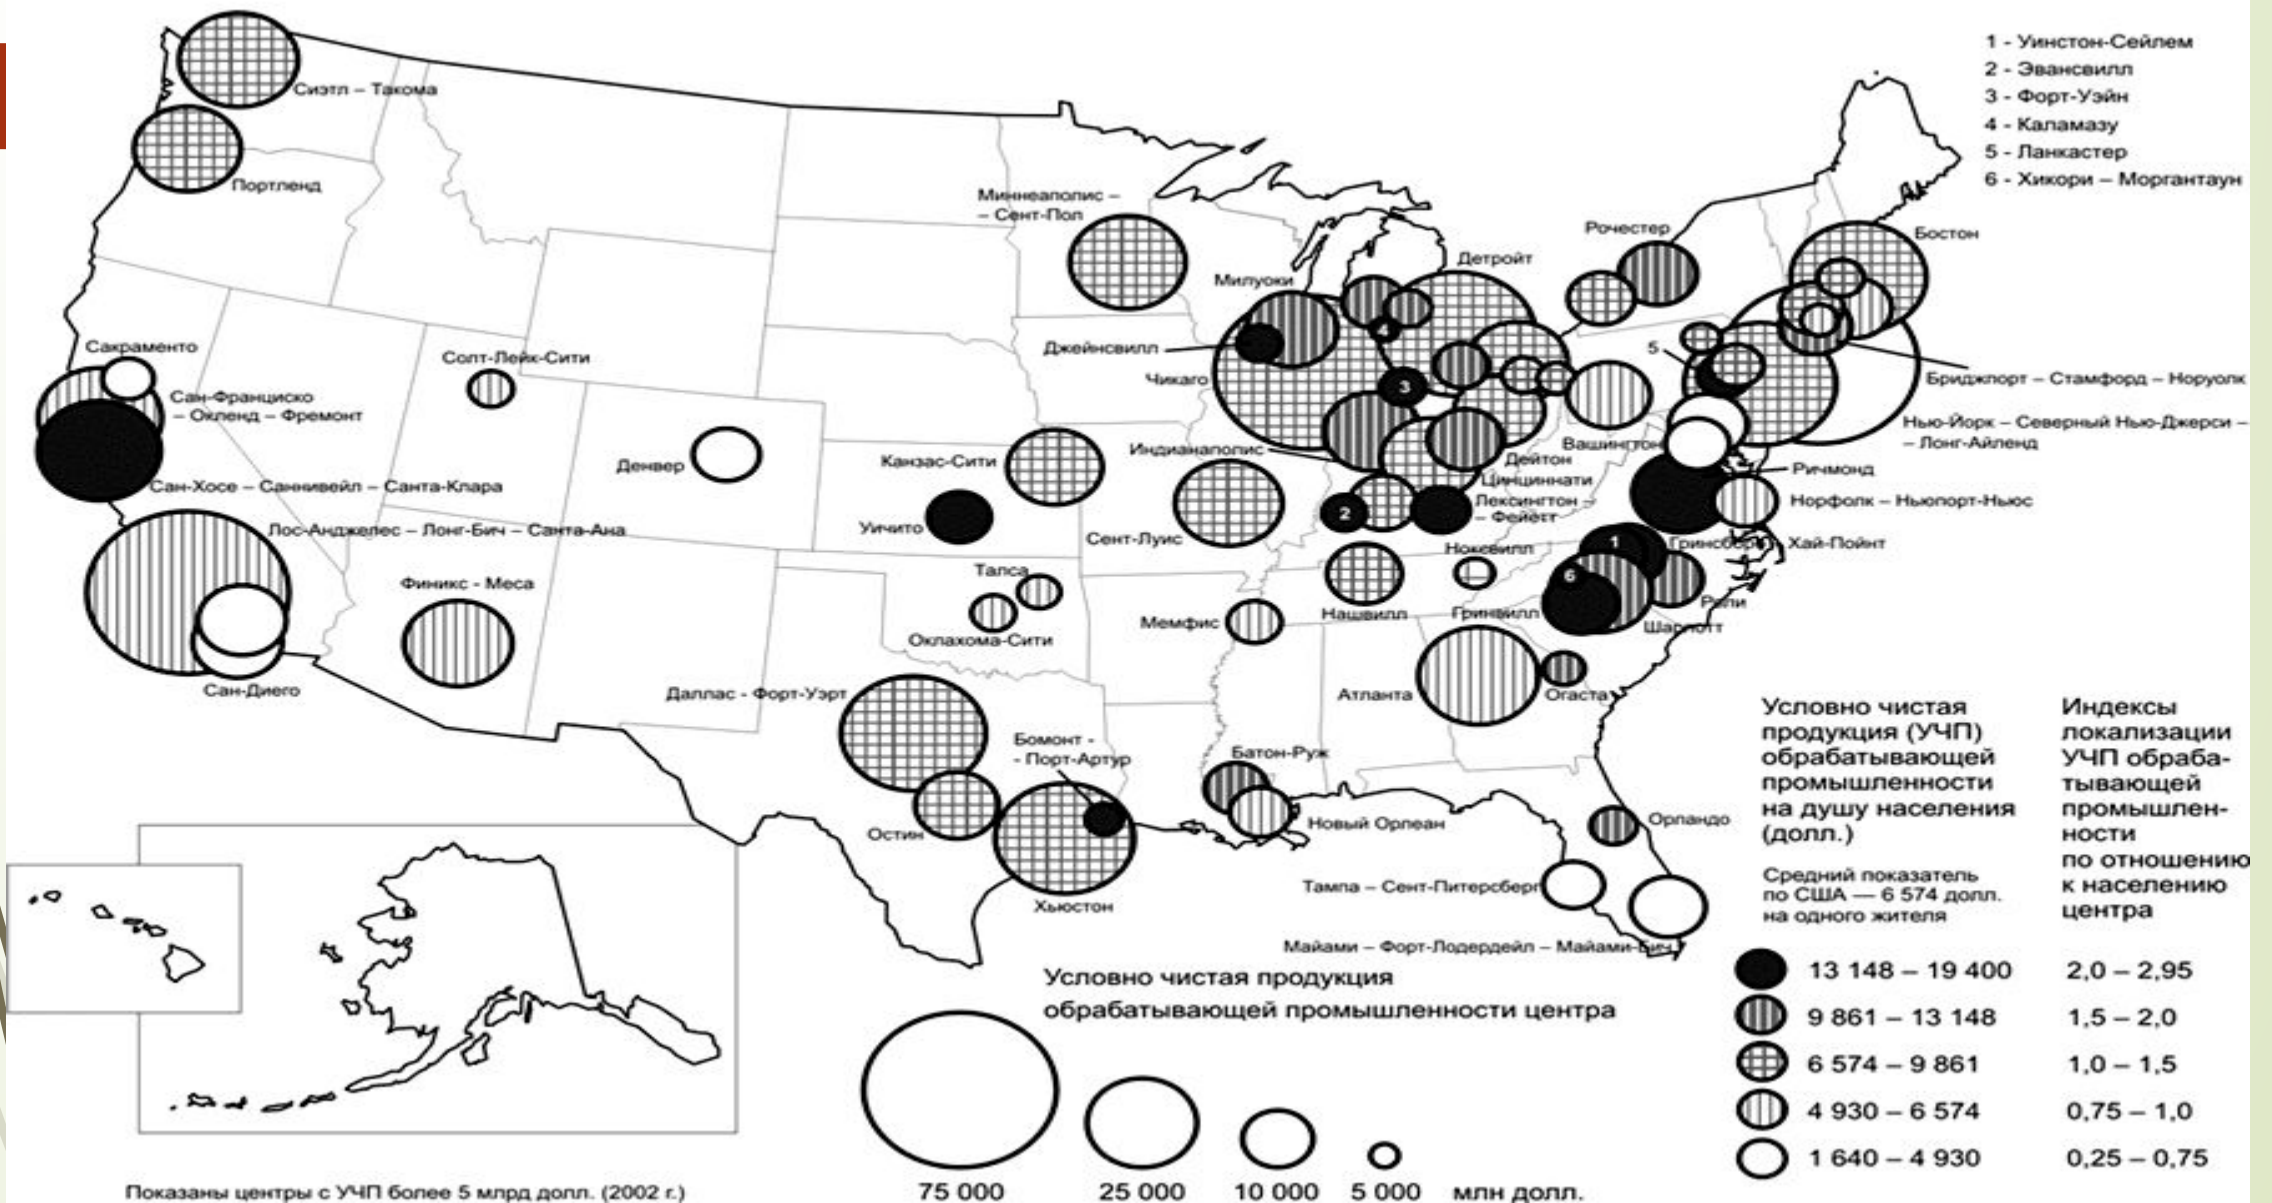 1 - Уинстон-Сейлем
2 - Эвансвилл
3 - Форт-Уэйн
4 - Каламазу
5 - Ланкастер
6 - Хикори – Моргантаун
Сиэтл – Такома
Портленд
Миннеаполис –
– Сент-Пол
Рочестер
Бостон
Детройт
Милуоки
Джейнсвилл
Чикаго
4
3
5
Бриджпорт – Стамфорд – Норуолк
Нью-Йорк – Северный Нью-Джерси –
– Лонг-Айленд
Сакраменто
Сан-Франциско
– Окленд – Фремонт
Солт-Лейк-Сити
Денвер
Канзас-Сити
Индианаполис
Дейтон
Вашингтон
Ричмонд
Цинциннати
Сан-Хосе – Саннивейл – Санта-Клара
Уичито
Сент-Луис
2
Лексингтон –
– Фейетт
Норфолк – Ньюпорт-Ньюс
Лос-Анджелес – Лонг-Бич – Санта-Ана
Ноксвилл
1
Гринсборо – Хай-Пойнт
Финикс - Меса
Талса
6
Оклахома-Сити
Мемфис
Нашвилл
Гринвилл
Роли
Шарлотт
Сан-Диего
Даллас - Форт-Уэрт
Атланта
Огаста
Бомонт -
- Порт-Артур
Батон-Руж
Остин
Новый Орлеан
Орландо
Хьюстон
Тампа – Сент-Питерсберг
Майами – Форт-Лодердейл – Майами-Бич
Условно чистая
продукция (УЧП)
обрабатывающей
промышленности
на душу населения
(долл.)
Средний показатель
по США — 6 574 долл.
на одного жителя
Индексы
локализации
УЧП обраба-
тывающей
промышлен-
ности
по отношению
к населению
центра
13 148 – 19 400 2,0 – 2,95
9 861 – 13 148 1,5 – 2,0
6 574 – 9 861 1,0 – 1,5
4 930 – 6 574 0,75 – 1,0
1 640 – 4 930 0,25 – 0,75
Условно чистая продукция
обрабатывающей промышленности центра
75 000 25 000 10 000 5 000 млн долл.
Показаны центры с УЧП более 5 млрд долл. (2002 г.)